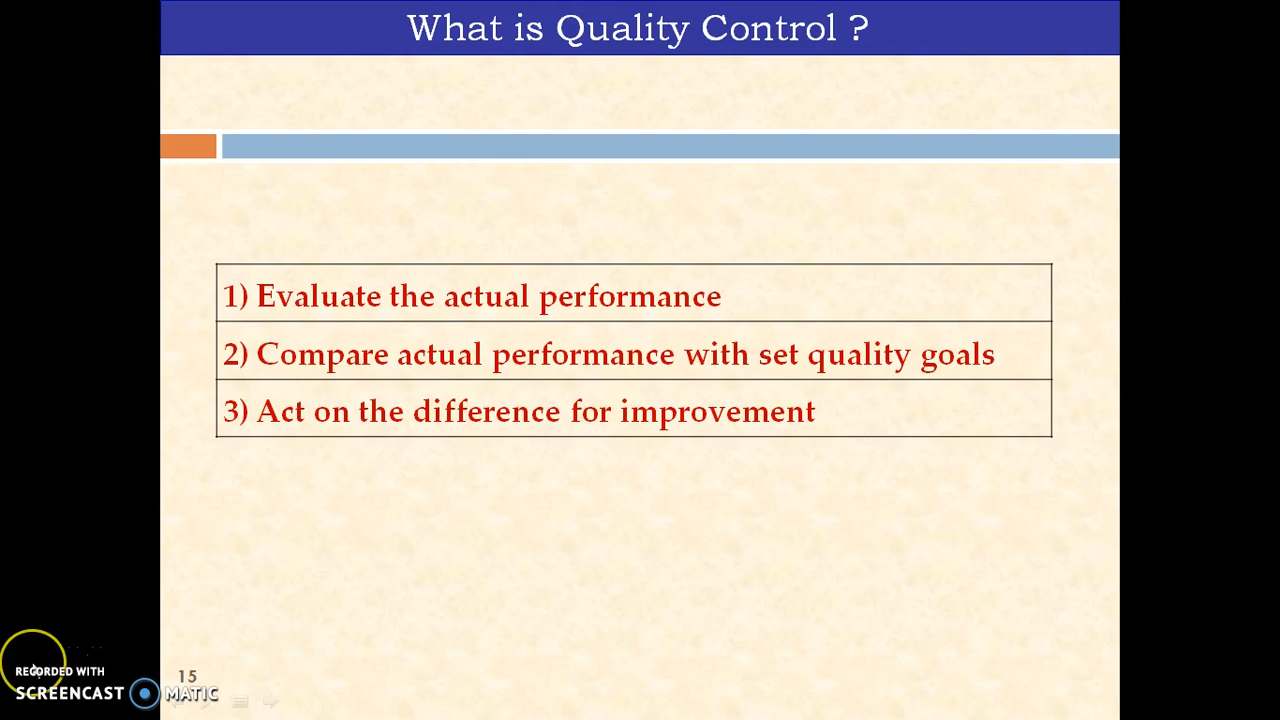 What is Quality Control ?
1) Evaluate the actual performance
2) Compare actual performance with set quality goals
3) Act on the difference for improvement
15
RECORDED WITH
SCREENCAST MATIC